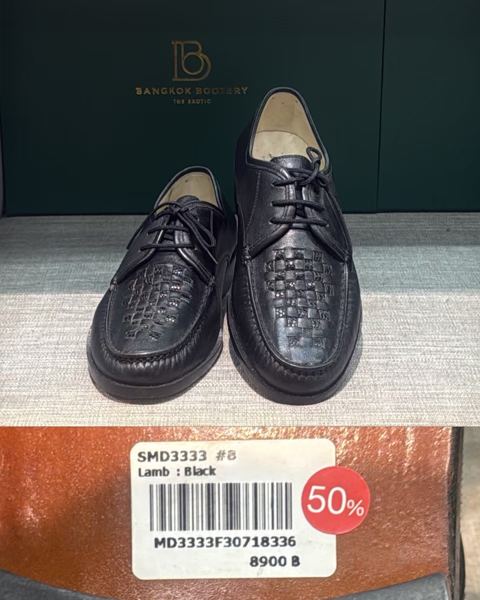 B
BANGKOK BOOTERY
THE EXOTIC
SMD3333 #8
Lamb : Black
50%
MD3333F30718336
8900 B